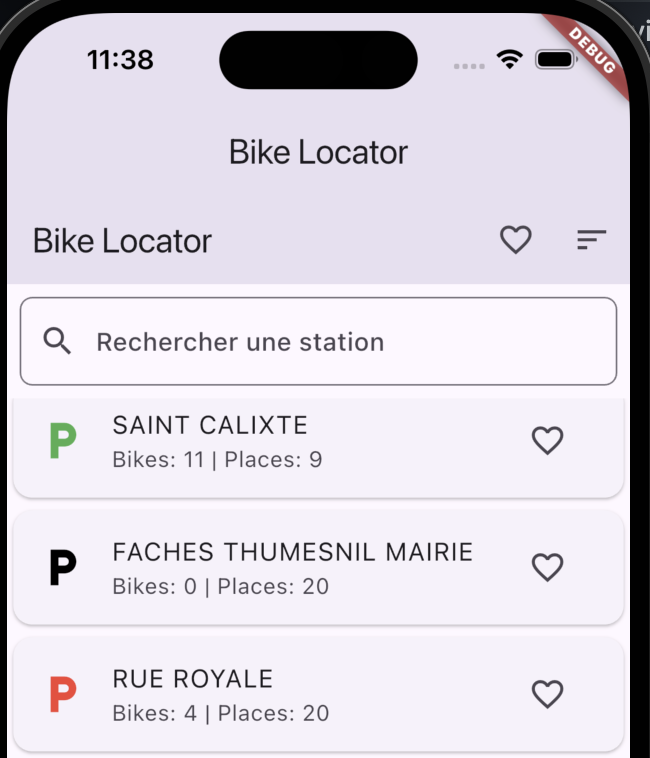 11:38
DEBUG
Bike Locator
Bike Locator
Rechercher une station
P
SAINT CALIXTE
Bikes: 11 | Places: 9
P
FACHES THUMESNIL MAIRIE
Bikes: 0 | Places: 20
P
RUE ROYALE
Bikes: 4 | Places: 20